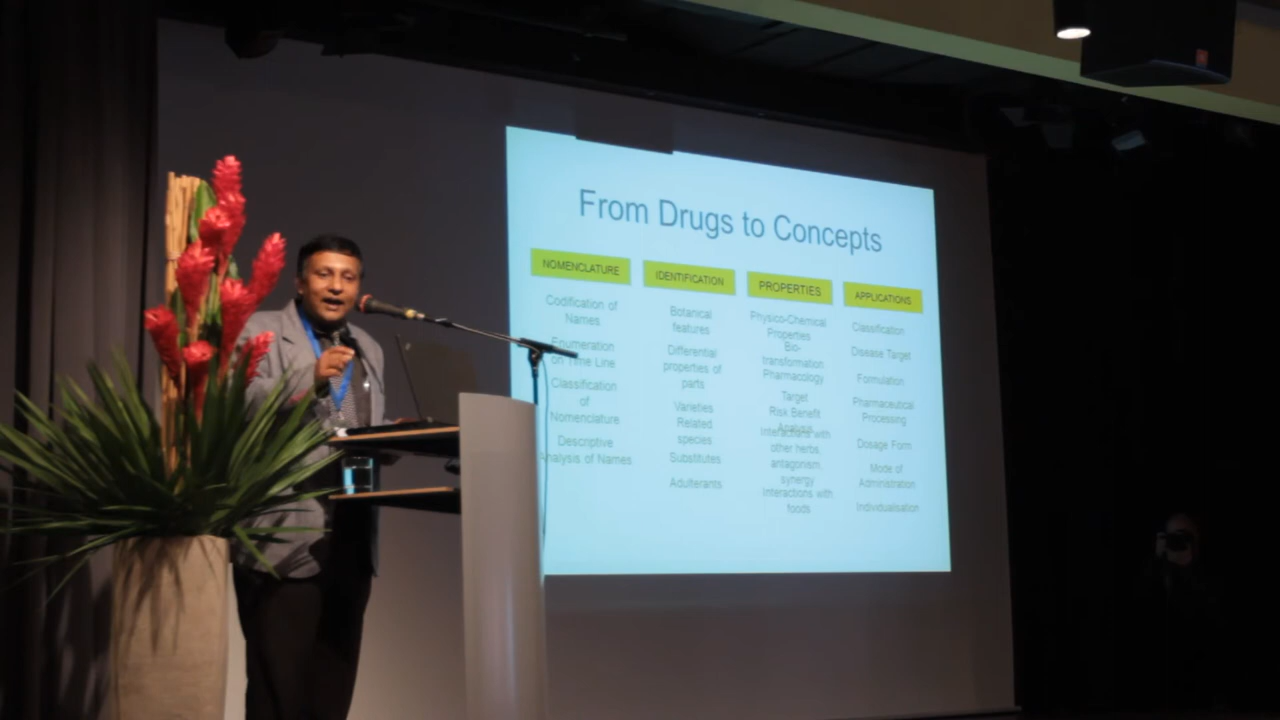 From Drugs to Concepts
NOMENCLATURE
Codification of
Names
Enumeration
on Time Line
Classification
of
Nomenclature
Descriptive
Analysis of Names
IDENTIFICATION
Botanical
features
Differential
properties of
parts
Varieties
Related
species
Substitutes
Adulterants
PROPERTIES
Physico-Chemical
Properties
Bio-
transformation
Pharmacology
Target
Risk Benefit
Analysis
Interactions with
other herbs,
antagonism,
synergy
Interactions with
foods
APPLICATIONS
Classification
Disease Target
Formulation
Pharmaceutical
Processing
Dosage Form
Mode of
Administration
Individualisation